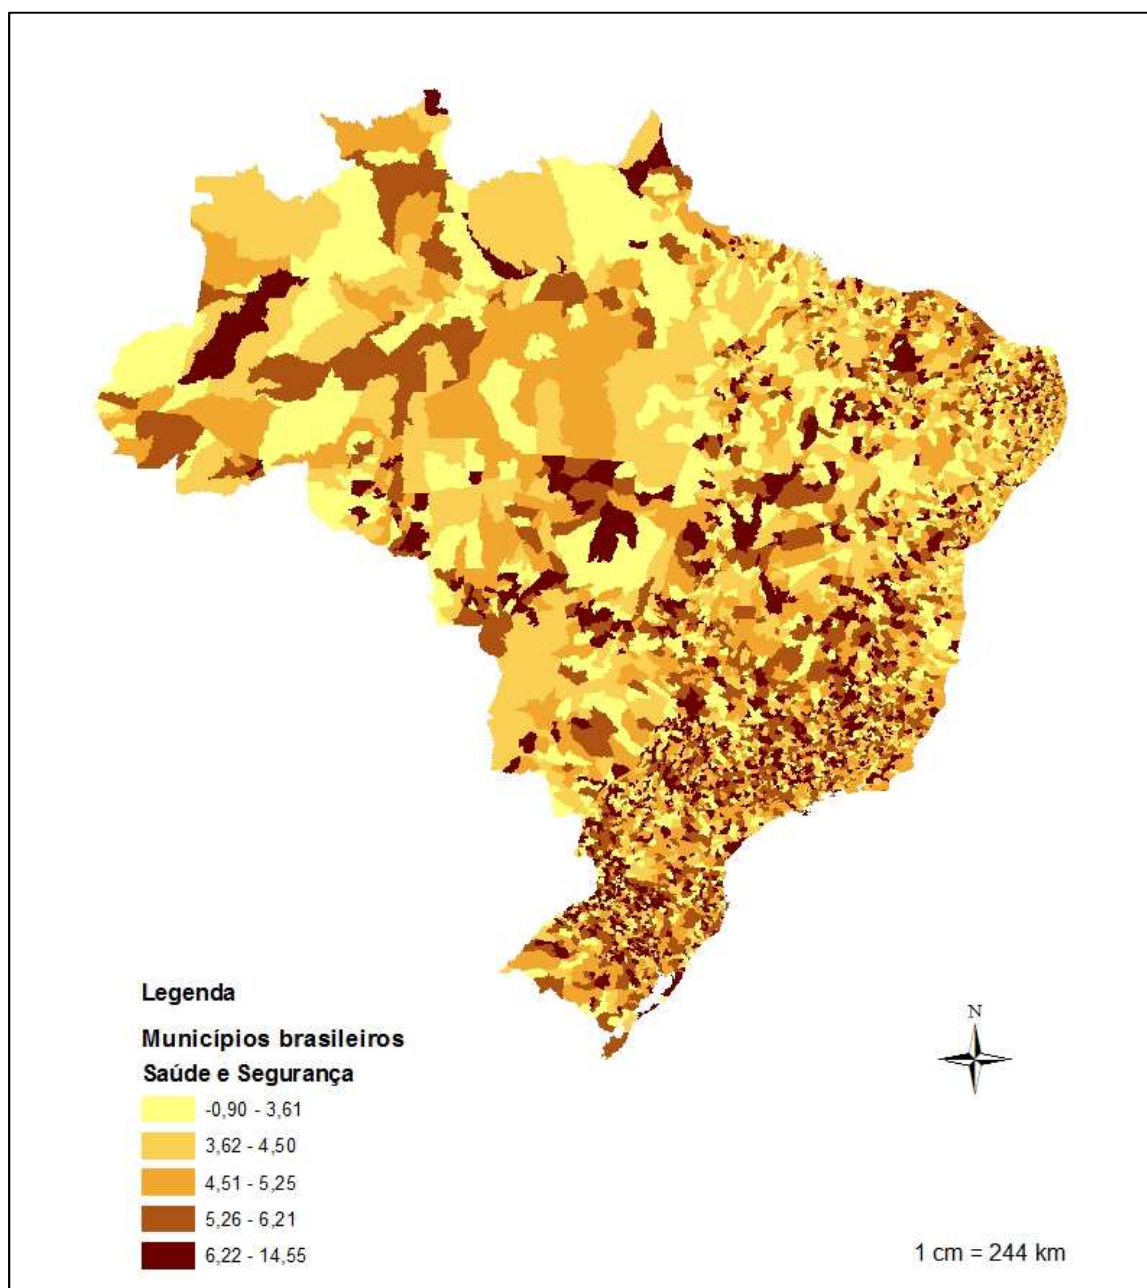 Legenda
Municípios brasileiros
Saúde e Segurança
-0,90 - 3,61
3,62 - 4,50
4,51 - 5,25
5,26 - 6,21
6,22 - 14,55
N
1 cm = 244 km